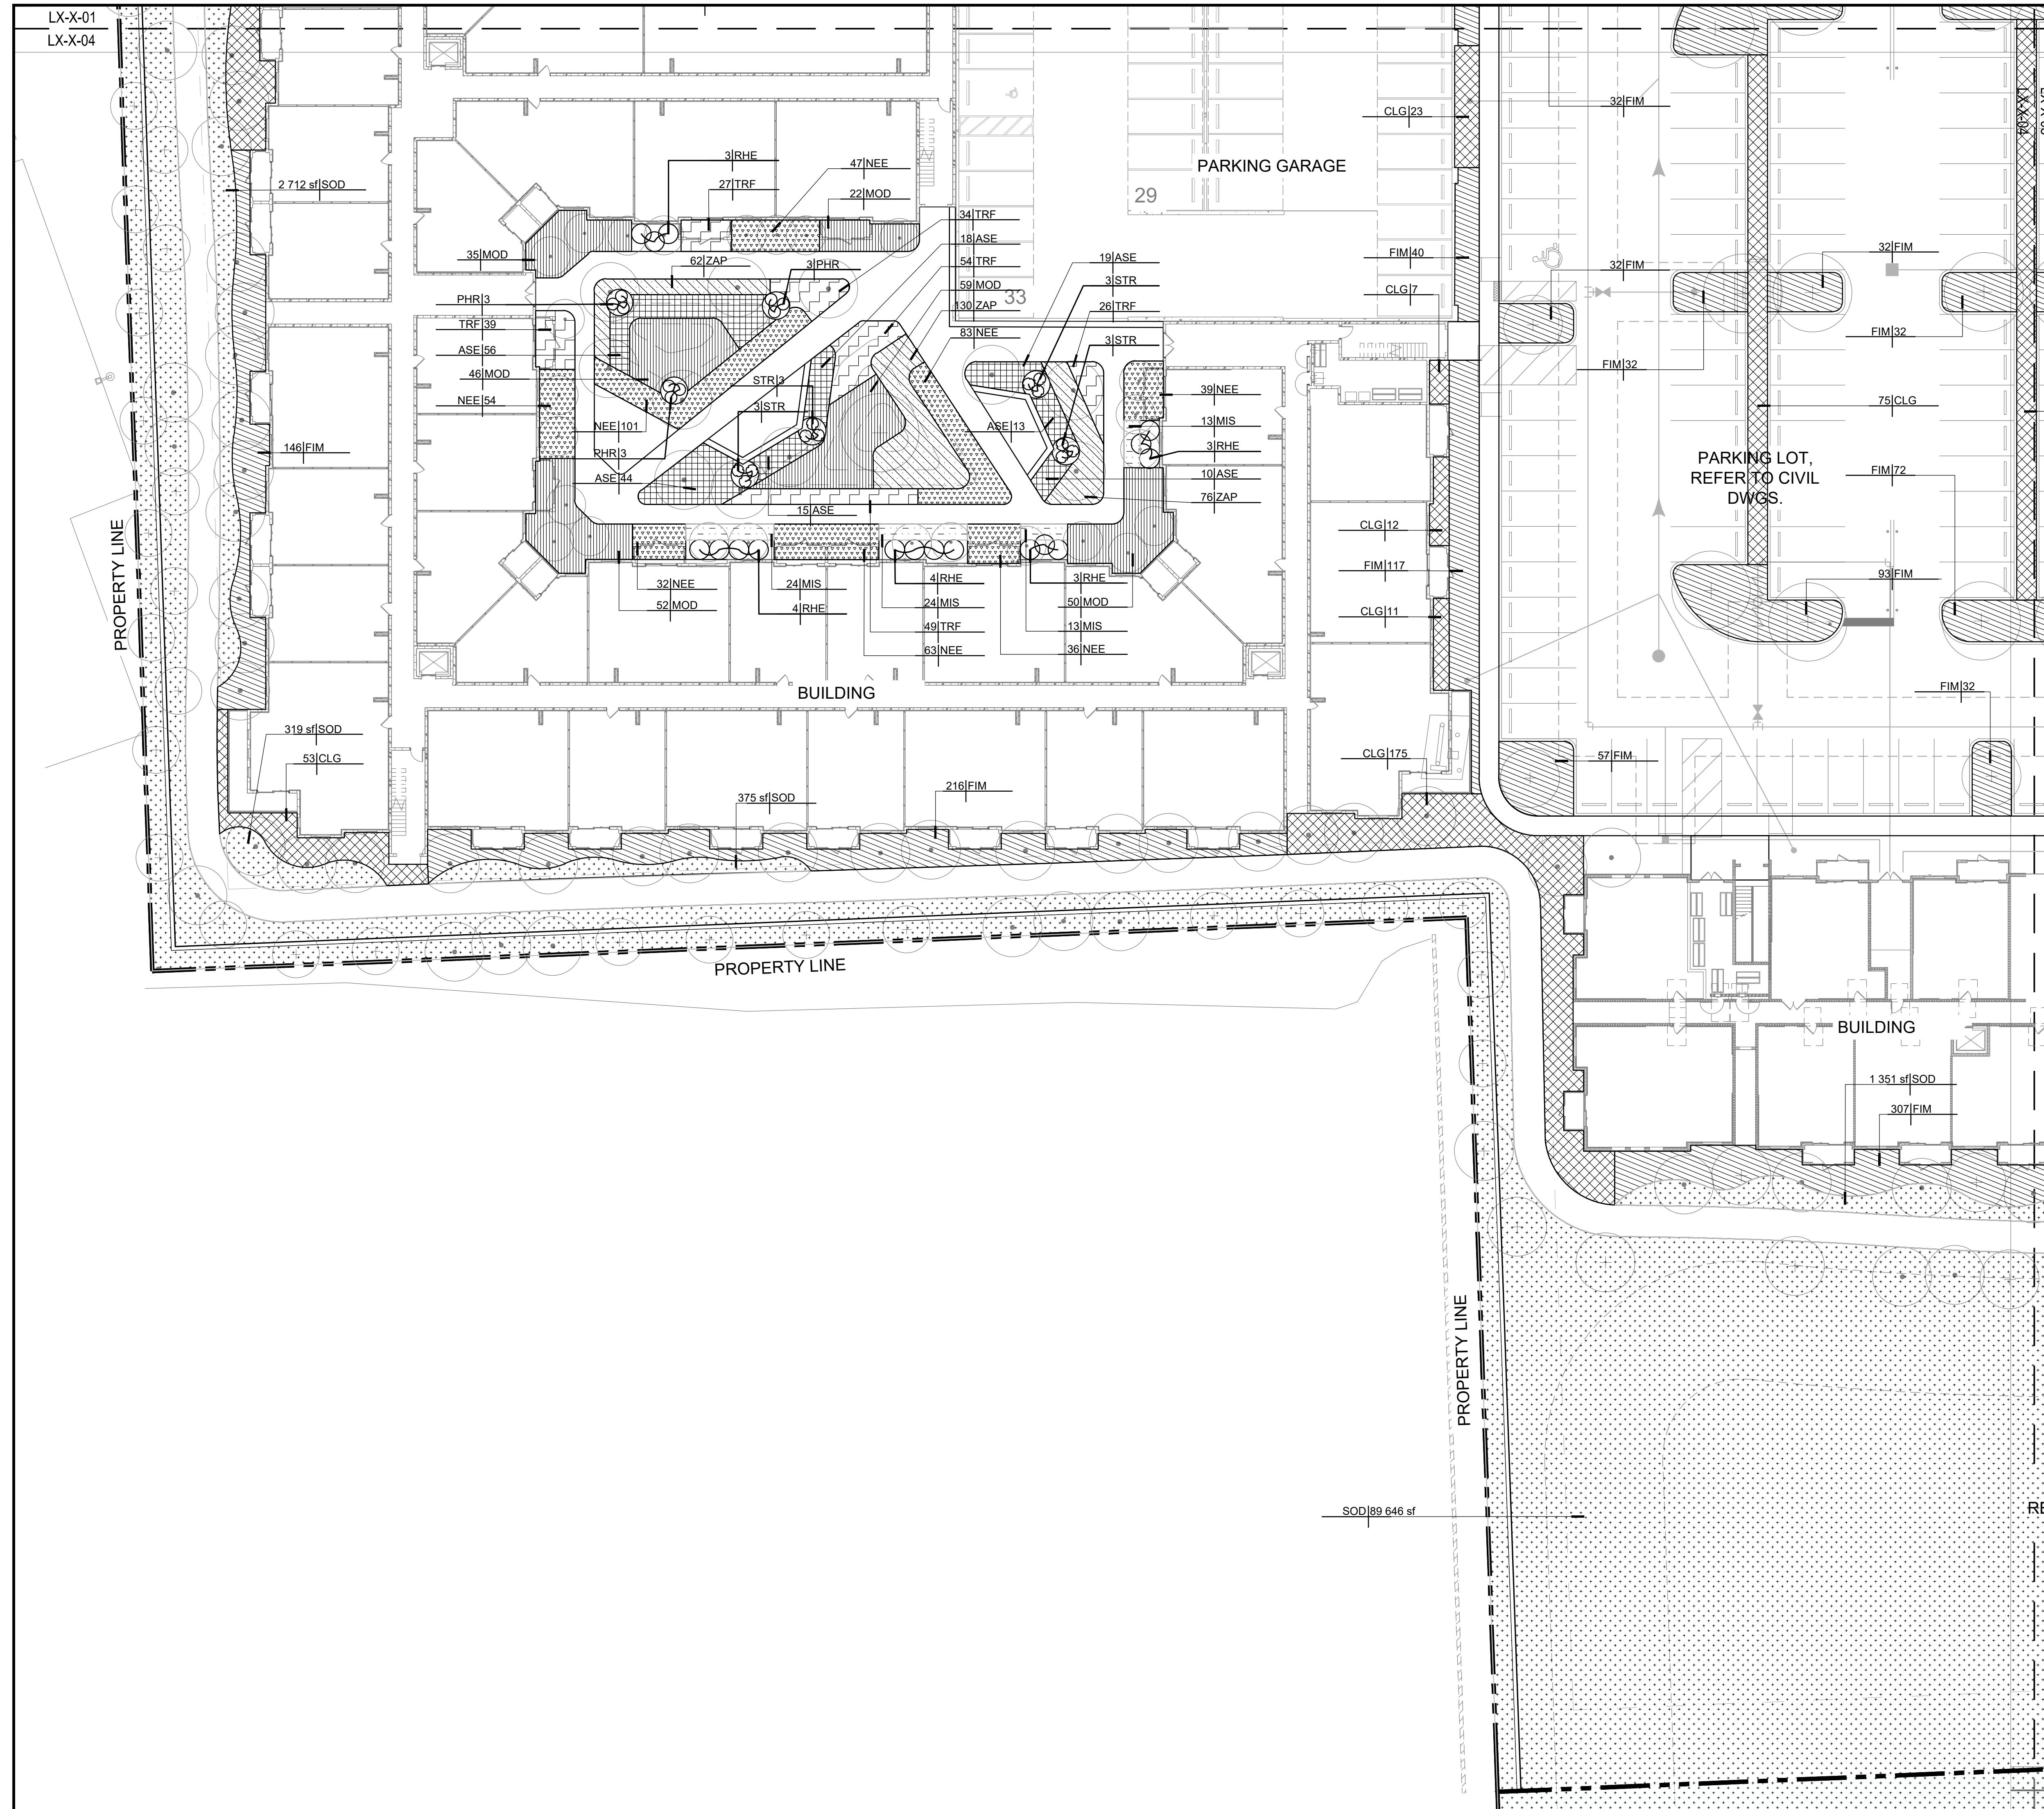 LX-X-01
LX-X-04
LX-X-04
32 FIM
CLG 23
PARKING GARAGE
3 RHE
47 NEE
27 TRF
22 MOD
2 712 sf SOD
29
34 TRF
18 ASE
35 MOD
62 ZAP
3 PHR
54 TRF
19 ASE
FIM 40
32 FIM
32 FIM
3 STR
59 MOD
CLG 7
PHR 3
33
130 ZAP
26 TRF
TRF 39
83 NEE
3 STR
FIM 32
ASE 56
FIM 32
46 MOD
STR 3
39 NEE
NEE 54
3 STR
75 CLG
13 MIS
NEE 101
ASE 13
3 RHE
146 FIM
PHR 3
PARKING LOT,
REFER TO CIVIL
DWGS.
ASE 44
10 ASE
FIM 72
76 ZAP
15 ASE
CLG 12
PROPERTY LINE
FIM 117
32 NEE
24 MIS
4 RHE
3 RHE
93 FIM
52 MOD
4 RHE
24 MIS
50 MOD
CLG 11
49 TRF
13 MIS
63 NEE
36 NEE
BUILDING
FIM 32
319 sf SOD
53 CLG
CLG 175
57 FIM
375 sf SOD
216 FIM
PROPERTY LINE
BUILDING
1 351 sf SOD
307 FIM
PROPERTY LINE
SOD 89 646 sf